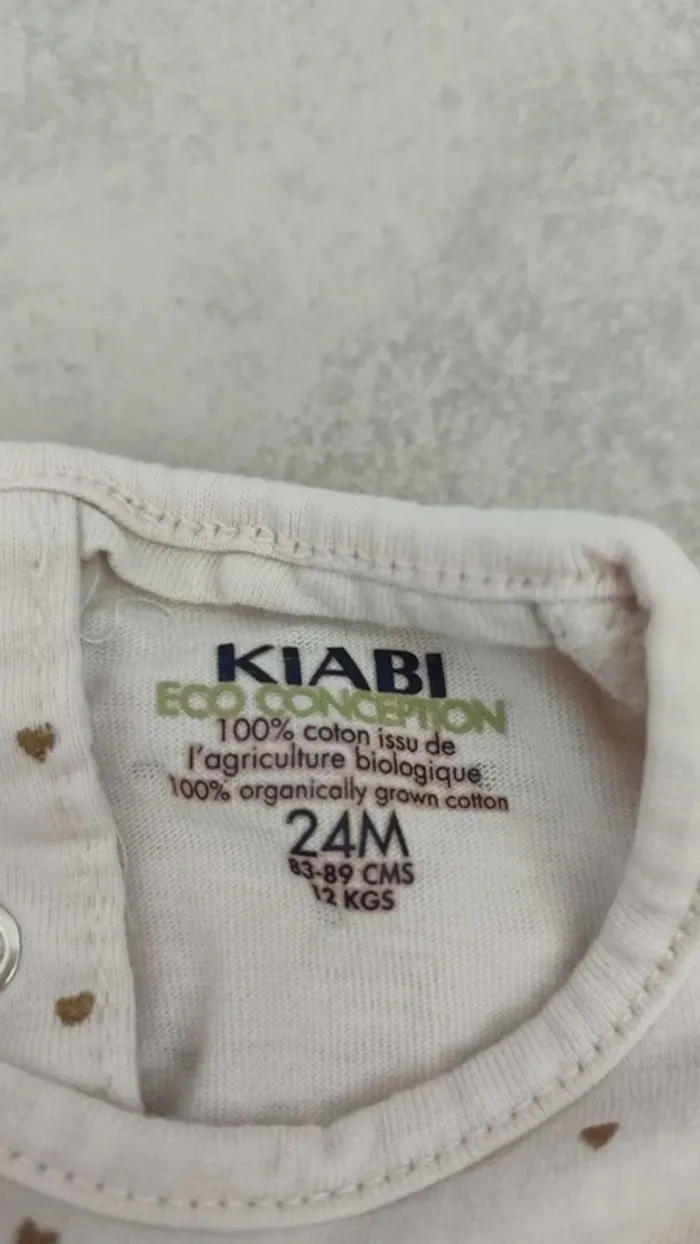 KIABI
ECO CONCEPTION
100% coton issu de
l'agriculture biologique
100% organically grown cotton
24M
83-89 CMS
12 KGS